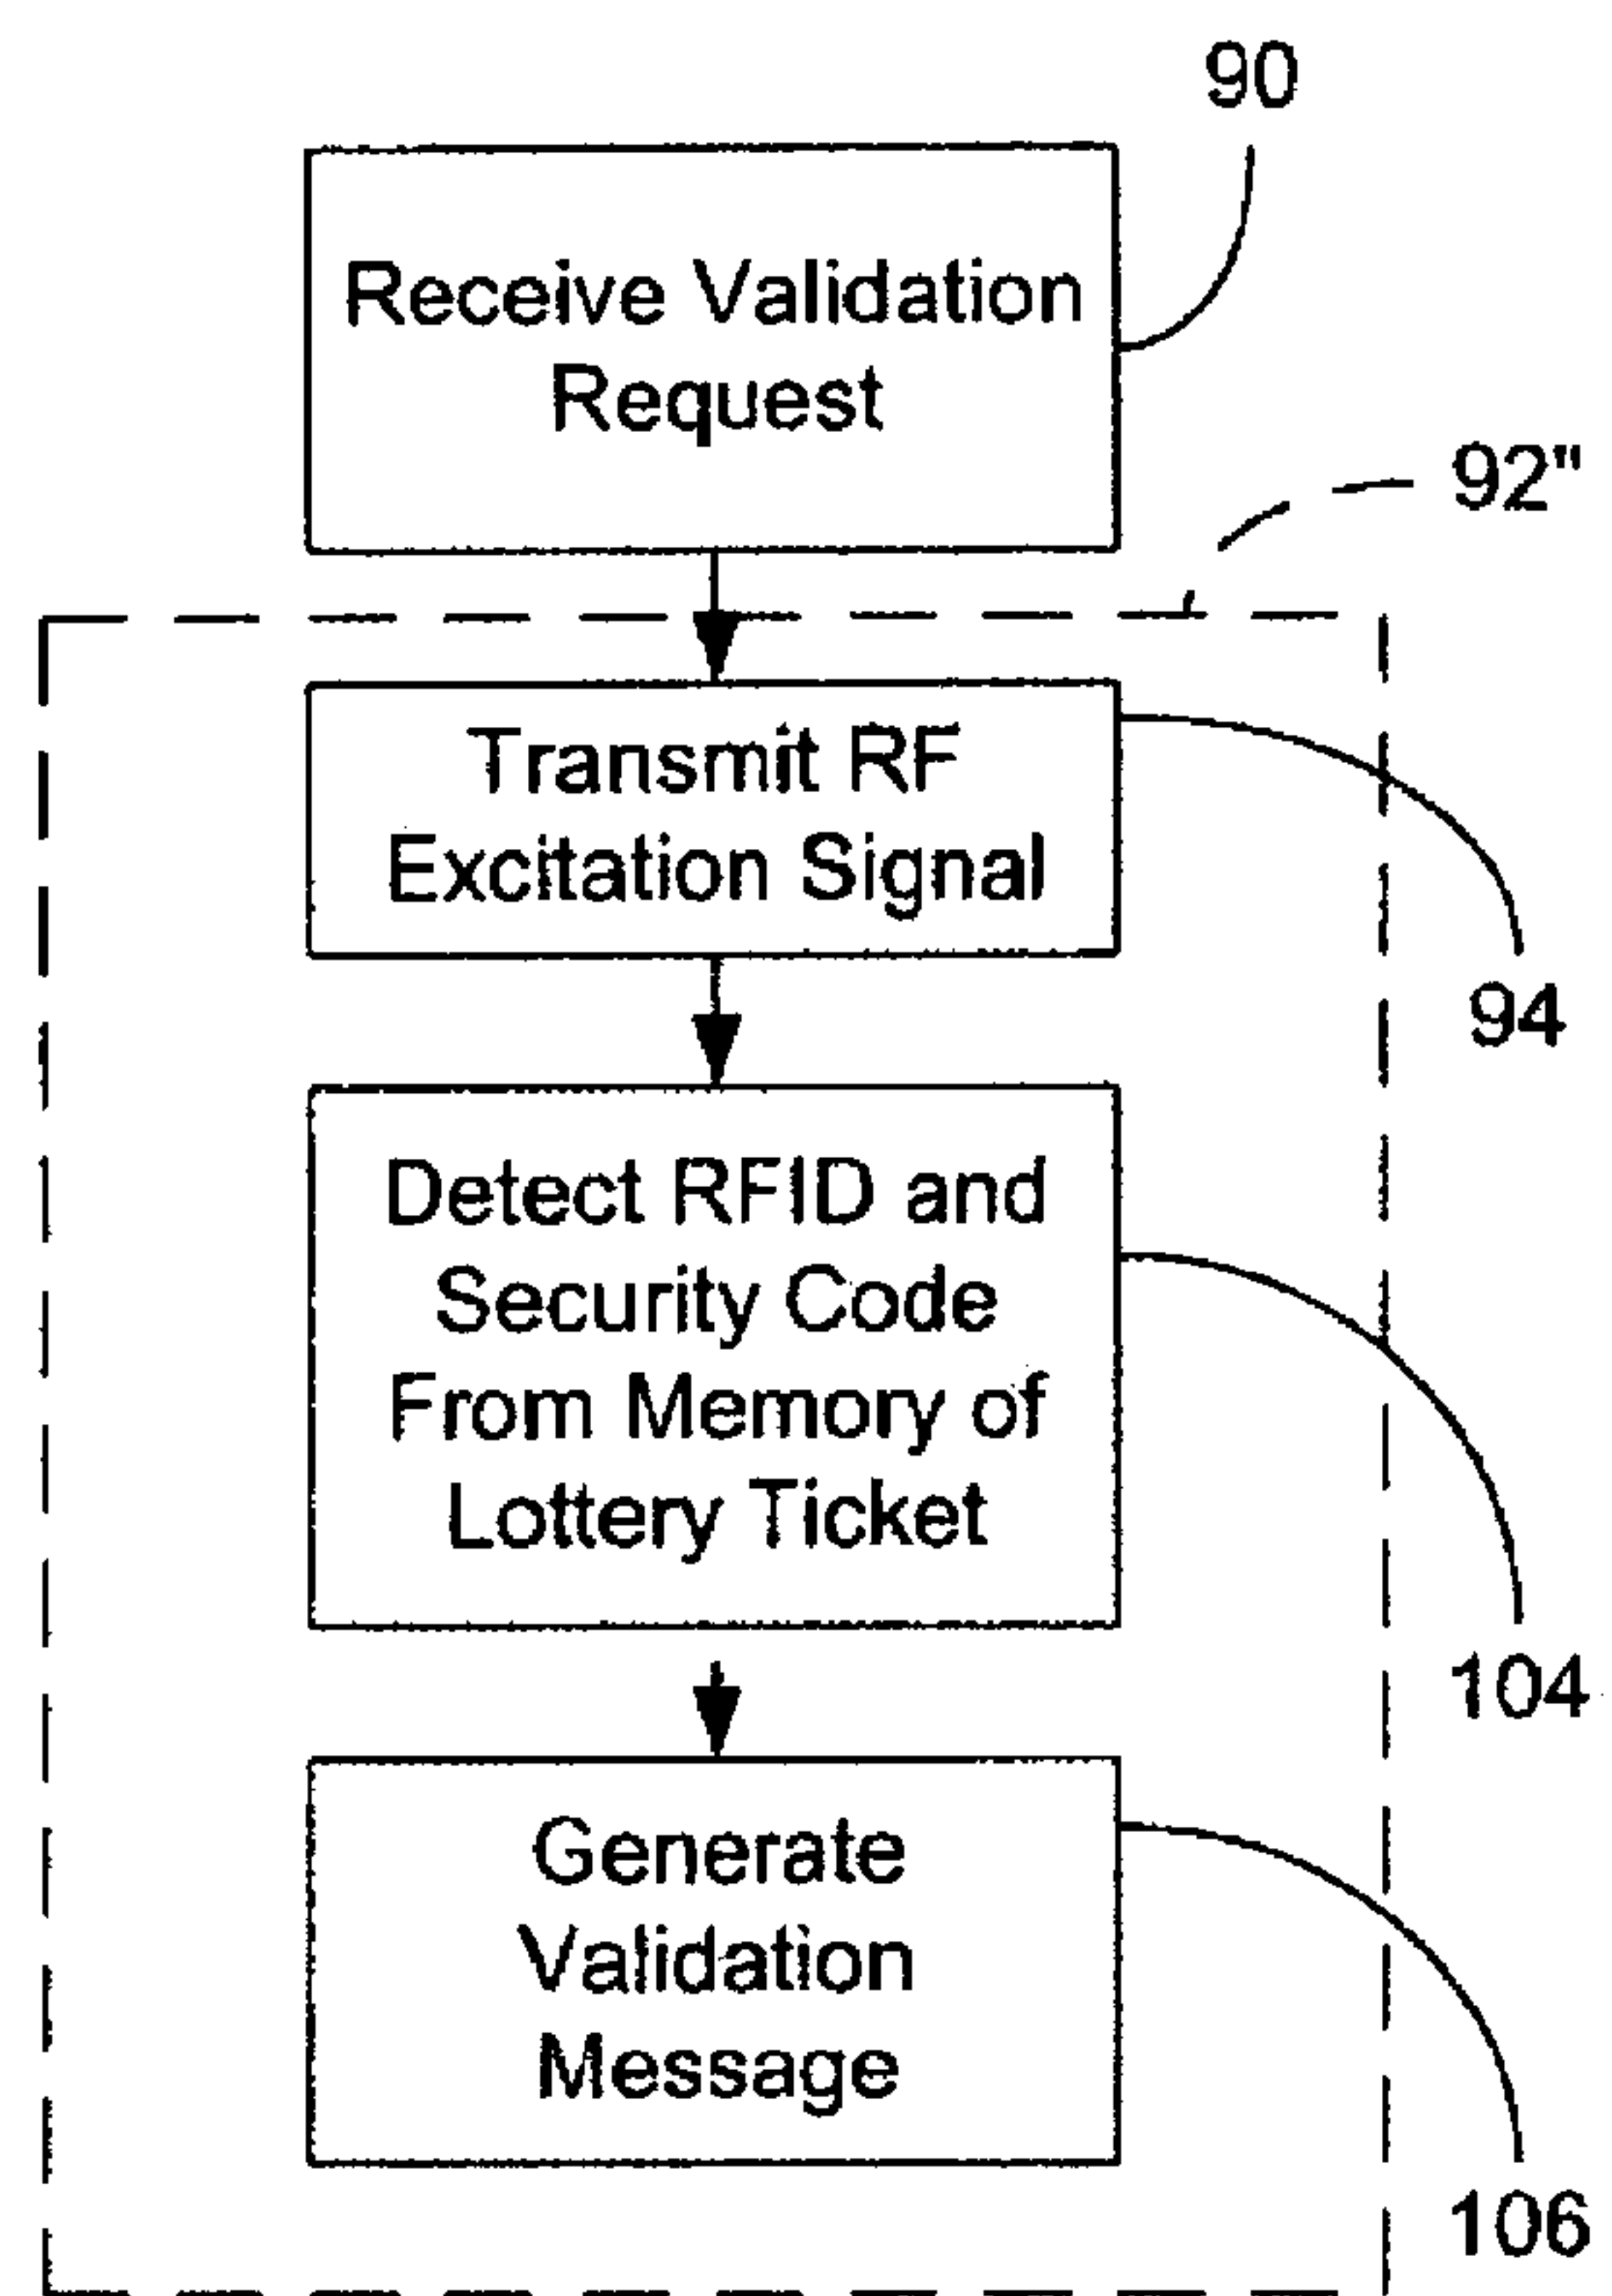 90
Receive Validation
Request
92"
Transmit RF
Excitation Signal
94
Detect RFID and
Security Code
From Memory of
Lottery Ticket
104
Generate
Validation
Message
106